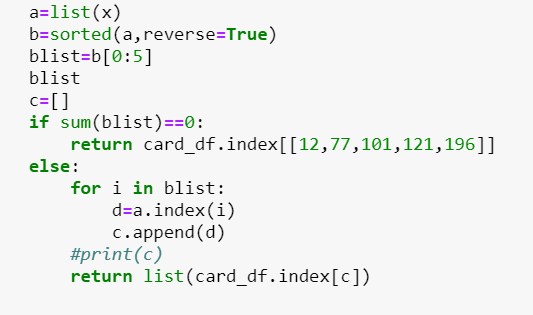 a=list(x)
b=sorted(a,reverse=True)
blist=b[0:5]
blist
c=[]
if sum(blist)==0:
    return card_df.index[[12,77,101,121,196]]
else:
    for i in blist:
        d=a.index(i)
        c.append(d)
    #print(c)
    return list(card_df.index[c])